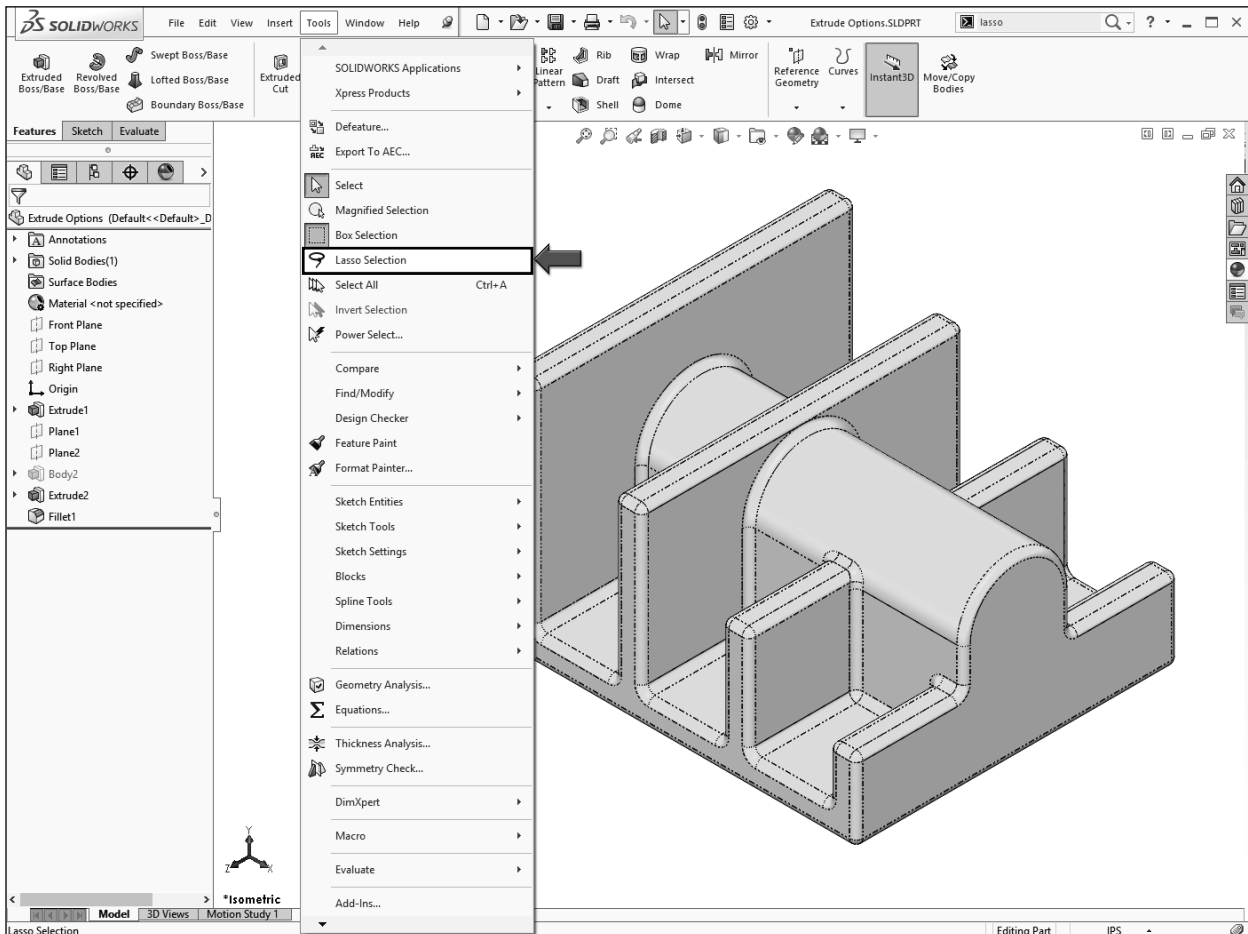 SOLIDWORKS File Edit View Insert Tools Window Help Extrude Options.SLDPRT lasso
Extruded Boss/Base
Revolved Boss/Base
Swept Boss/Base
Lofted Boss/Base
Boundary Boss/Base
Extruded Cut
Linear Pattern
Rib
Draft
Shell
Wrap
Intersect
Dome
Mirror
Reference Geometry
Curves
Instant3D
Move/Copy Bodies
Features Sketch Evaluate
Extrude Options (Default<<Default>_D
Annotations
Solid Bodies(1)
Surface Bodies
Material <not specified>
Front Plane
Top Plane
Right Plane
Origin
Extrude1
Plane1
Plane2
Body2
Extrude2
Fillet1
SOLIDWORKS Applications
Xpress Products
Defeature...
AEC Export To AEC...
Select
Magnified Selection
Box Selection
Lasso Selection
Select All Ctrl+A
Invert Selection
Power Select...
Compare
Find/Modify
Design Checker
Feature Paint
Format Painter...
Sketch Entities
Sketch Tools
Sketch Settings
Blocks
Spline Tools
Dimensions
Relations
Geometry Analysis...
Equations...
Thickness Analysis...
Symmetry Check...
DimXpert
Macro
Evaluate
Add-Ins...
Y
Z X
*Isometric
Model 3D Views Motion Study 1
Lasso Selection Editing Part IPS